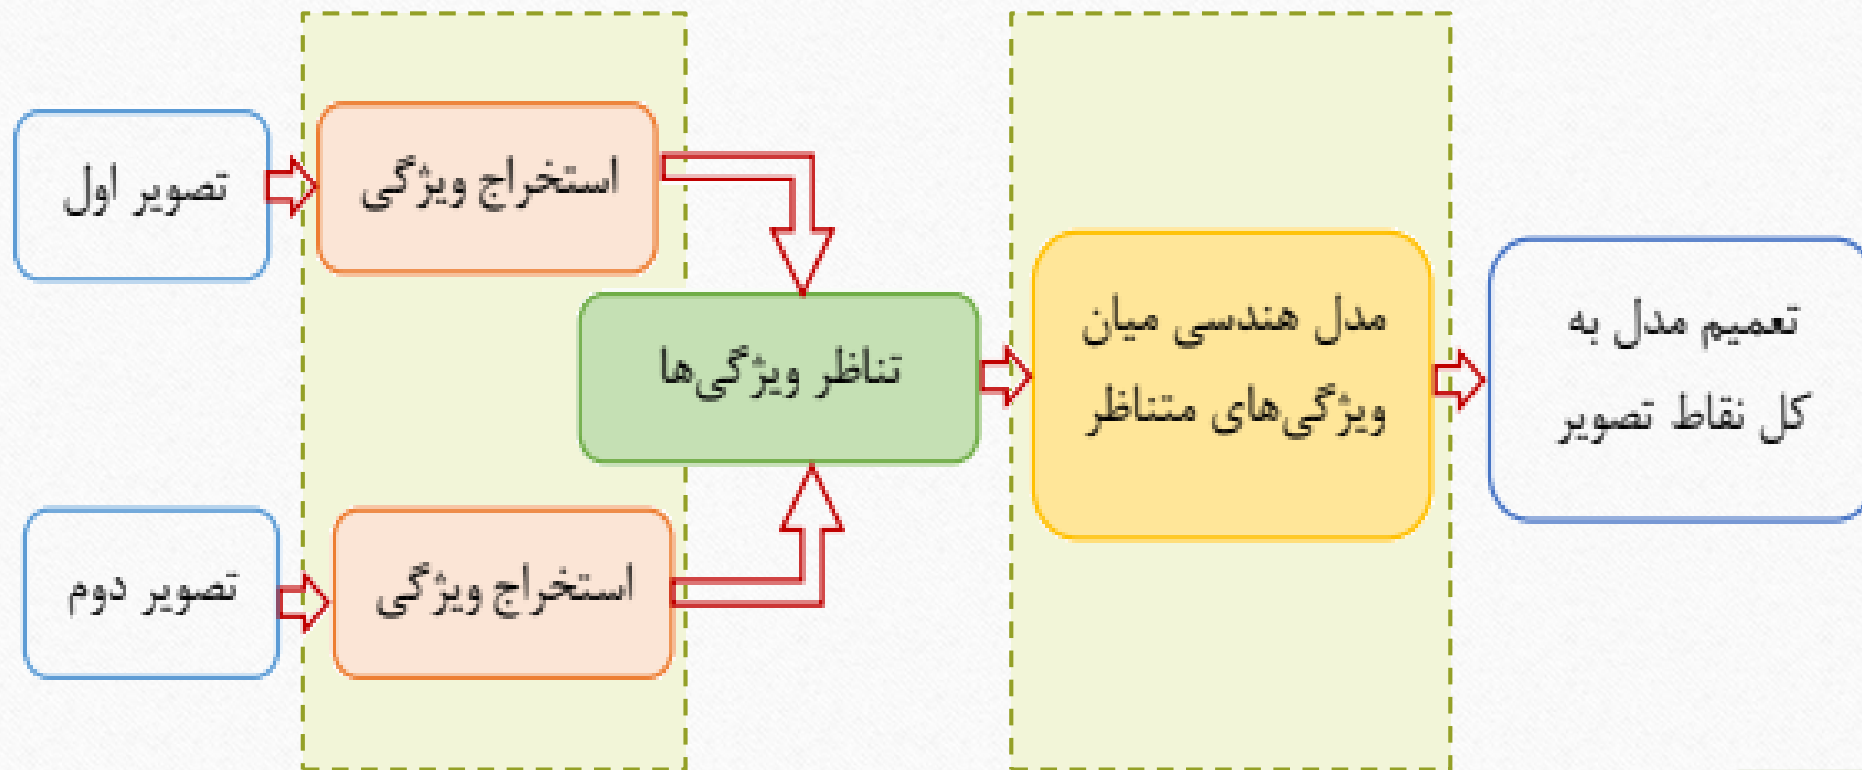 تصویر اول
استخراج ویژگی
تناظر ویژگی‌ها
مدل هندسی میان
ویژگی‌های متناظر
تعمیم مدل به
کل نقاط تصویر
تصویر دوم
استخراج ویژگی